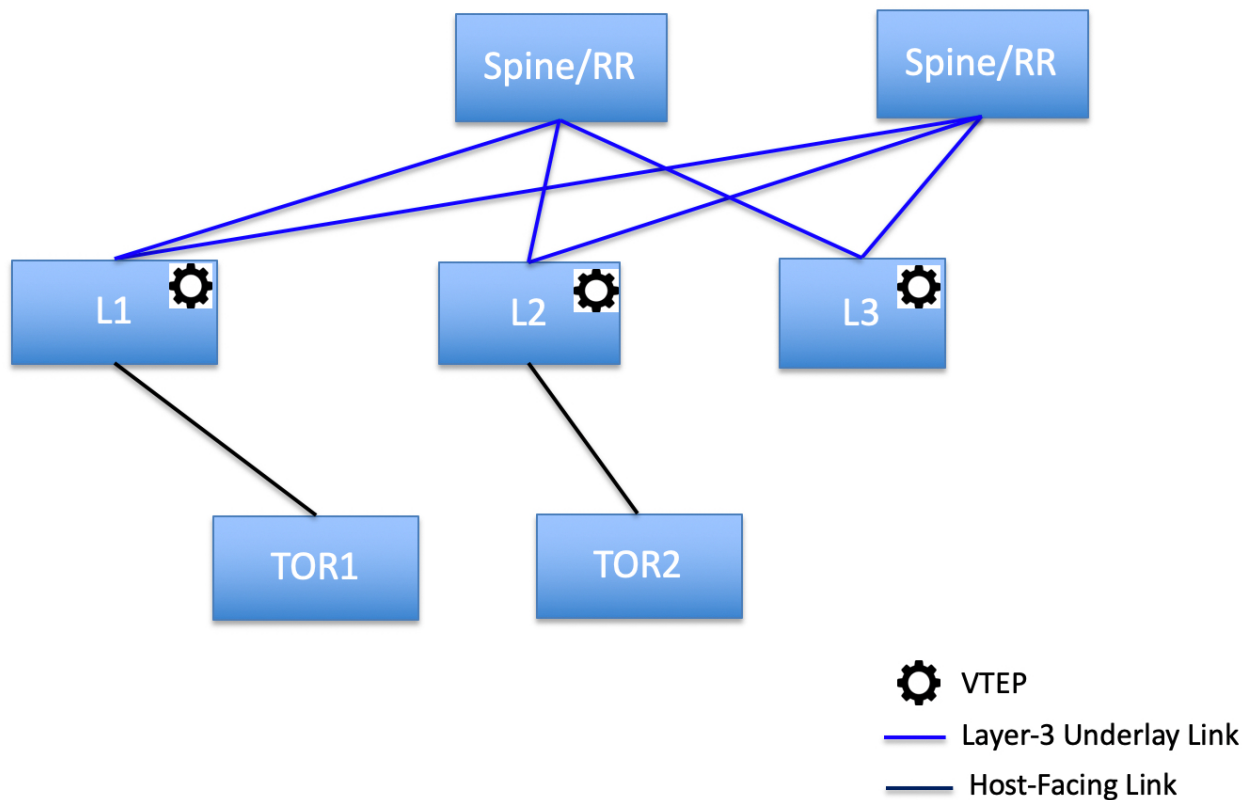 Spine/RR
Spine/RR
L1
L2
L3
TOR1
TOR2
VTEP
Layer-3 Underlay Link
Host-Facing Link